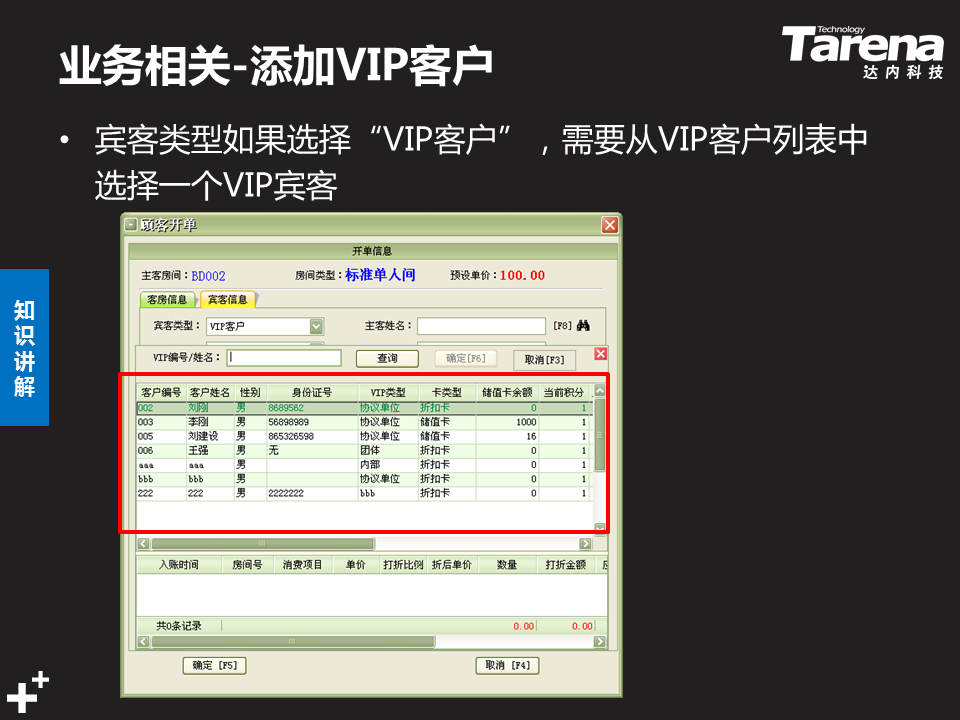 业务相关-添加VIP客户
Technology
Tarena
达内科技
• 宾客类型如果选择“VIP客户”，需要从VIP客户列表中
选择一个VIP宾客
知识讲解
顾客开单
开单信息
主客房间：BD002 房间类型：标准单人间 预设单价：100.00
客房信息 宾客信息
宾客类型： VIP客户 主客姓名： [F8]
VIP编号/姓名： 查询 确定[F6] 取消[F3]
客户编号 客户姓名 性别 身份证号 VIP类型 卡类型 储值卡余额 当前积分
002 刘刚 男 8689562 协议单位 折扣卡 0 1
003 李刚 男 56898989 协议单位 储值卡 1000 1
005 刘建设 男 865326598 协议单位 储值卡 16 1
006 王强 男 无 团体 折扣卡 0 1
aaa aaa 男 内部 折扣卡 0 1
bbb bbb 男 协议单位 折扣卡 0 1
222 222 男 2222222 bbb 折扣卡 0 1
入账时间 房间号 消费项目 单价 打折比例 折后单价 数量 打折金额
共0条记录 0.00 0.00
确定 [F5] 取消 [F4]